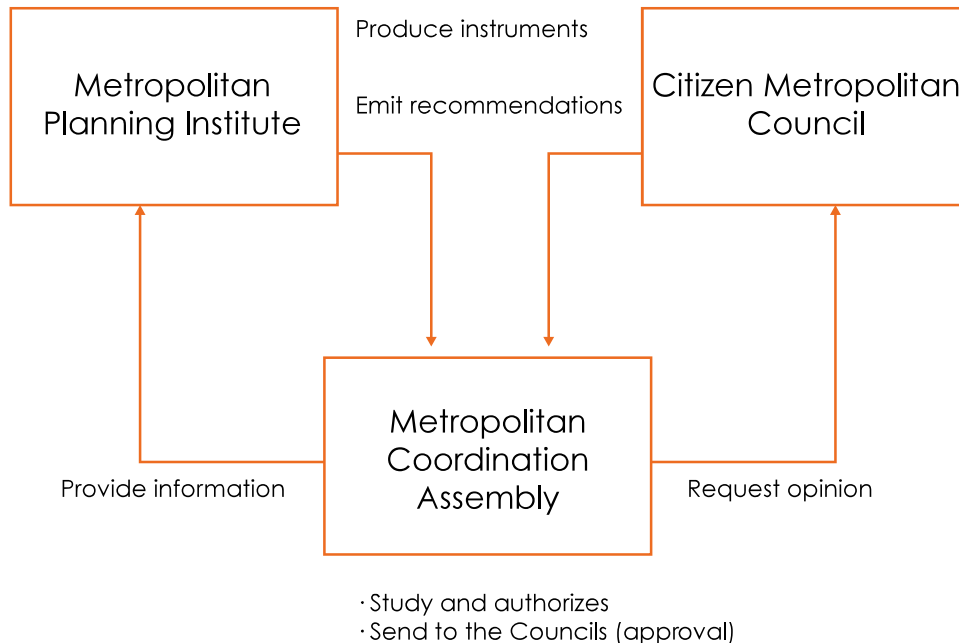 Produce instruments
Metropolitan
Planning Institute
Emit recommendations
Citizen Metropolitan
Council
Metropolitan
Coordination
Assembly
Provide information
Request opinion
· Study and authorizes
· Send to the Councils (approval)